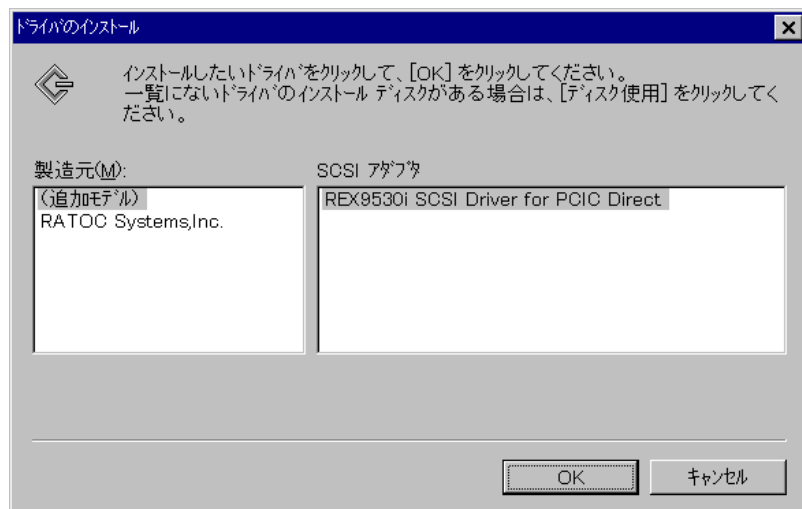 ﾄﾞﾗｲﾊﾞのｲﾝｽﾄｰﾙ
ｲﾝｽﾄｰﾙしたいﾄﾞﾗｲﾊﾞをｸﾘｯｸして、[OK] をｸﾘｯｸしてください。
一覧にないﾄﾞﾗｲﾊﾞのｲﾝｽﾄｰﾙ ﾃﾞｨｽｸがある場合は、[ﾃﾞｨｽｸ使用] をｸﾘｯｸしてく
ださい。
製造元(M):
SCSI ｱﾀﾞﾌﾟﾀ
(追加ﾓﾃﾞﾙ)
REX9530i SCSI Driver for PCIC Direct
RATOC Systems,Inc.
OK
ｷｬﾝｾﾙ